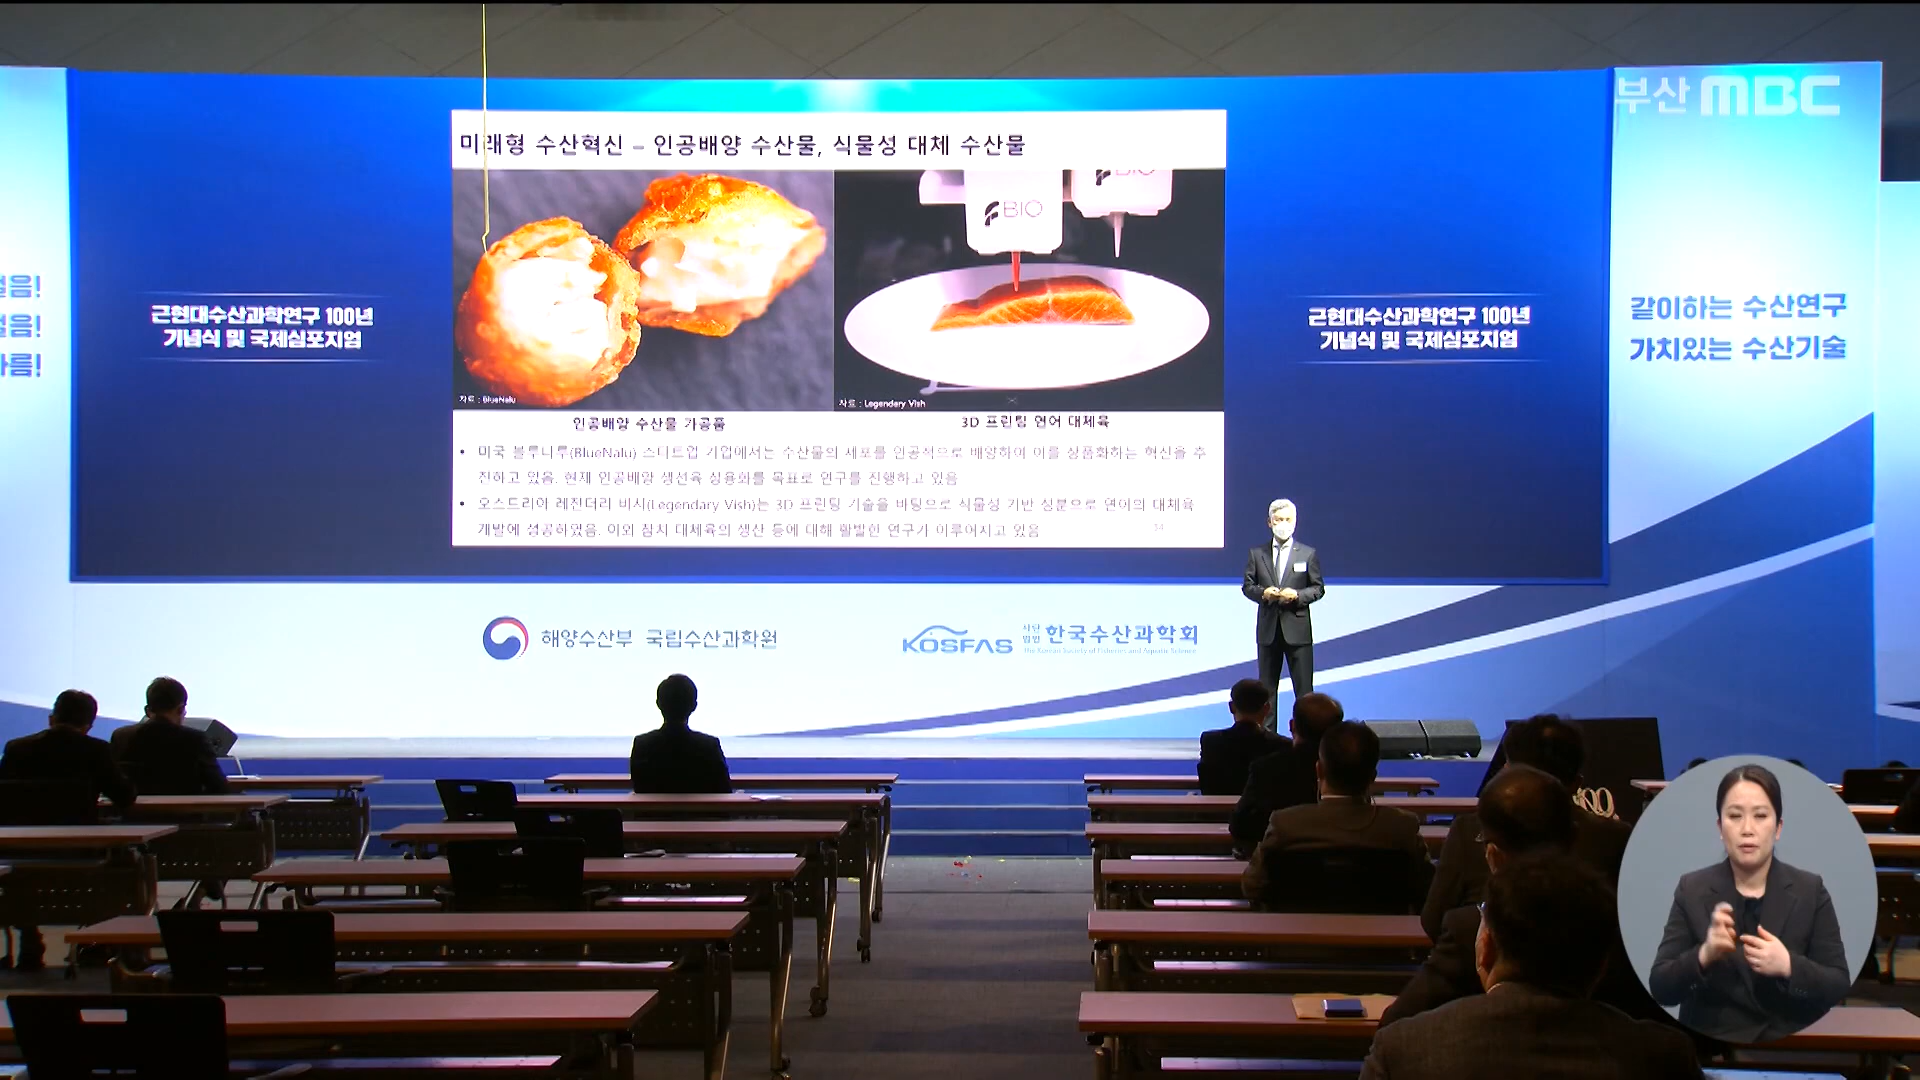 부산 MBC
미래형 수산혁신 – 인공배양 수산물, 식물성 대체 수산물
BIO
BIO
자료 : BlueNalu
자료 : Legendary Vish
인공배양 수산물 가공품
3D 프린팅 연어 대체육
• 미국 블루나루(BlueNalu) 스타트업 기업에서는 수산물의 세포를 인공적으로 배양하여 이를 상품화하는 혁신을 추
진하고 있음. 현재 인공배양 생선육 상용화를 목표로 연구를 진행하고 있음
• 오스트리아 레전더리 비시(Legendary Vish)는 3D 프린팅 기술을 바탕으로 식물성 기반 성분으로 연어의 대체육
개발에 성공하였음. 이외 참치 대체육의 생산 등에 대해 활발한 연구가 이루어지고 있음
근현대수산과학연구 100년
기념식 및 국제심포지엄
근현대수산과학연구 100년
기념식 및 국제심포지엄
같이하는 수산연구
가치있는 수산기술
해양수산부 국립수산과학원
KOSFAS
사단
법인
한국수산과학회
The Korean Society of Fisheries and Aquatic Science